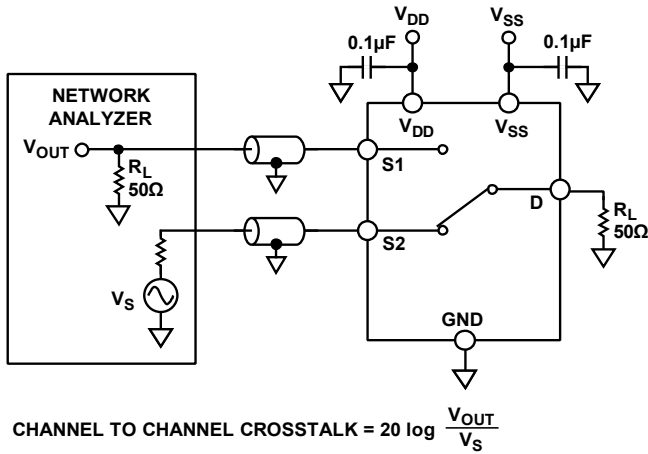 VDD
VSS
0.1µF
0.1µF
NETWORK
ANALYZER
VDD
VSS
VOUT
RL
50Ω
S1
S2
D
RL
50Ω
VS
GND
CHANNEL TO CHANNEL CROSSTALK = 20 log VOUT
VS